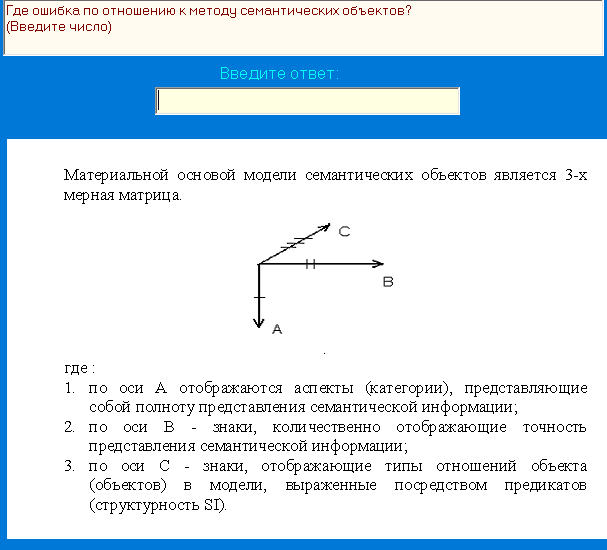 Где ошибка по отношению к методу семантических объектов?
(Введите число)
Введите ответ:
Материальной основой модели семантических объектов является 3-х
мерная матрица.
C
B
A
.
где :
1. по оси А отображаются аспекты (категории), представляющие
собой полноту представления семантической информации;
2. по оси В - знаки, количественно отображающие точность
представления семантической информации;
3. по оси С - знаки, отображающие типы отношений объекта
(объектов) в модели, выраженные посредством предикатов
(структурность SI).